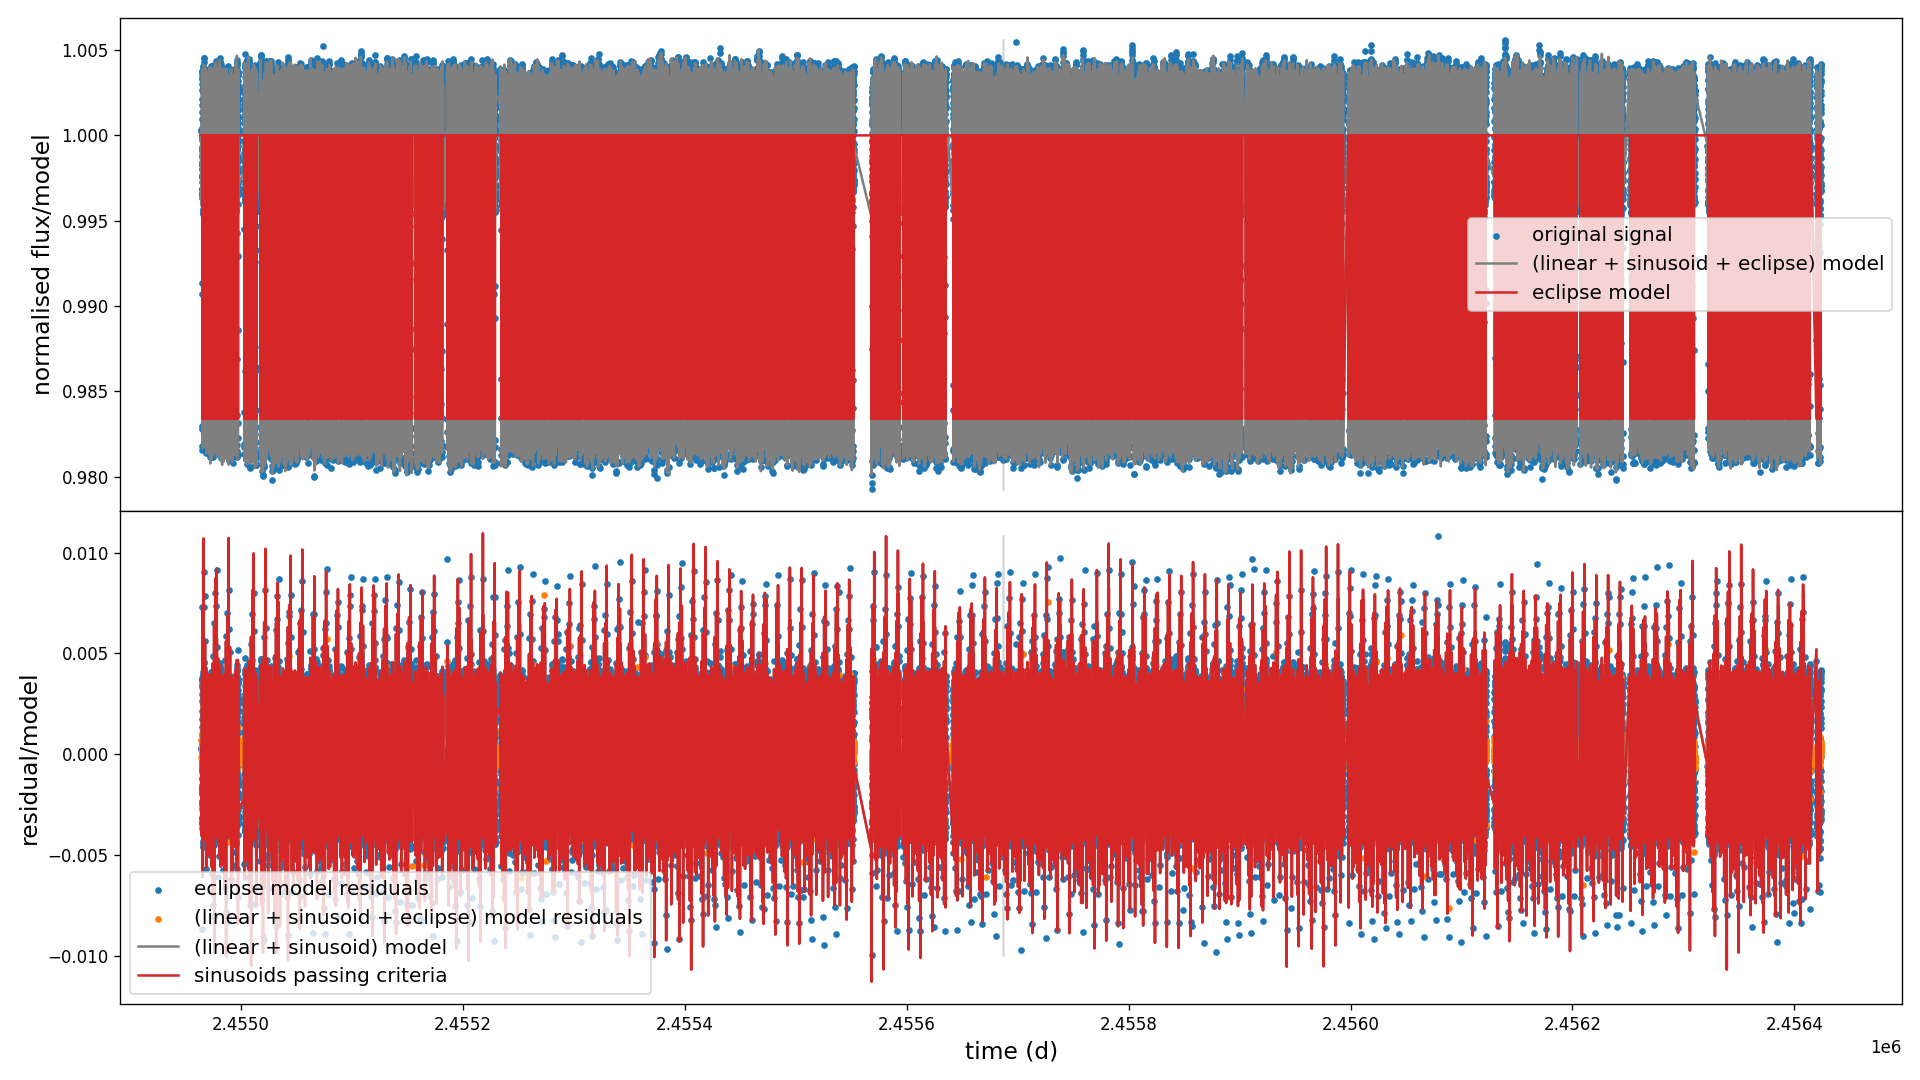 normalised flux/model
1.005
1.000
0.995
0.990
0.985
0.980
original signal
(linear + sinusoid + eclipse) model
eclipse model
residual/model
0.010
0.005
0.000
−0.005
−0.010
eclipse model residuals
(linear + sinusoid + eclipse) model residuals
(linear + sinusoid) model
sinusoids passing criteria
2.4550 2.4552 2.4554 2.4556 2.4558 2.4560 2.4562 2.4564
time (d)
1e6